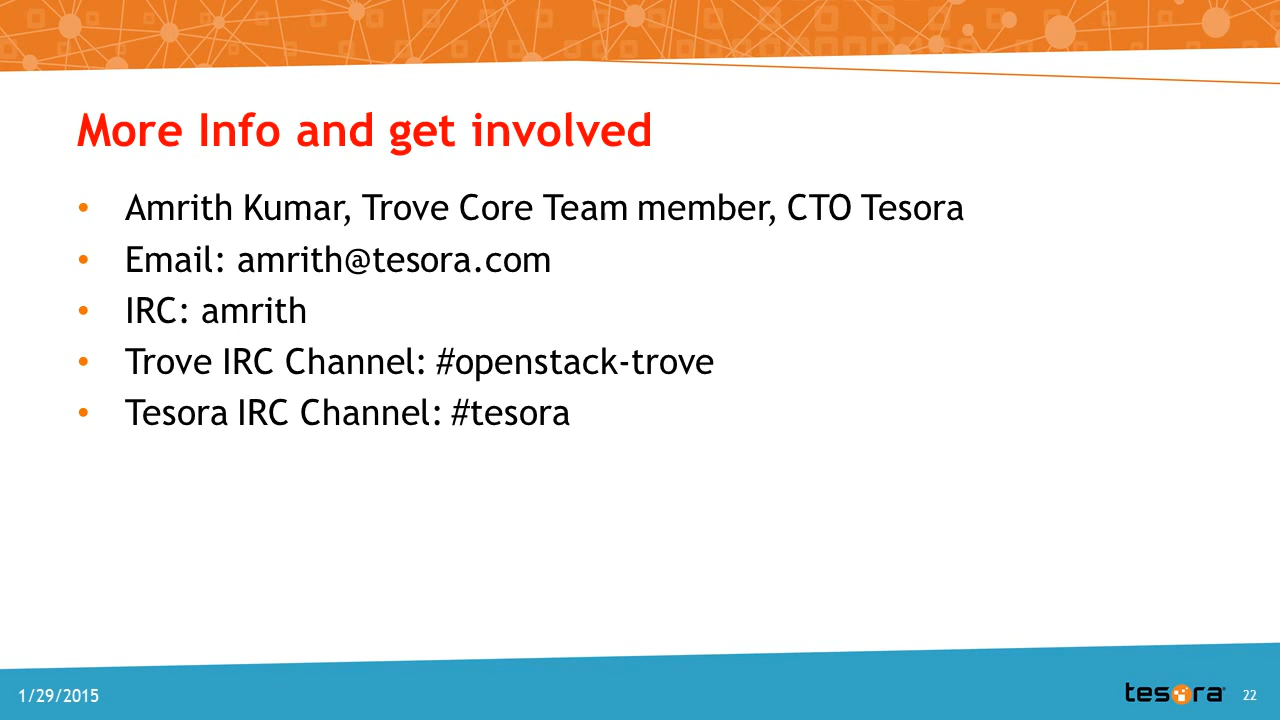 More Info and get involved
• Amrith Kumar, Trove Core Team member, CTO Tesora
• Email: amrith@tesora.com
• IRC: amrith
• Trove IRC Channel: #openstack-trove
• Tesora IRC Channel: #tesora
1/29/2015
tesora
22